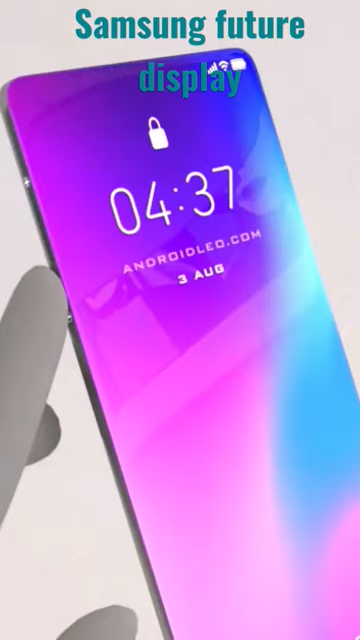 Samsung future
display
04:37
ANDROIDLEO.COM
3 AUG